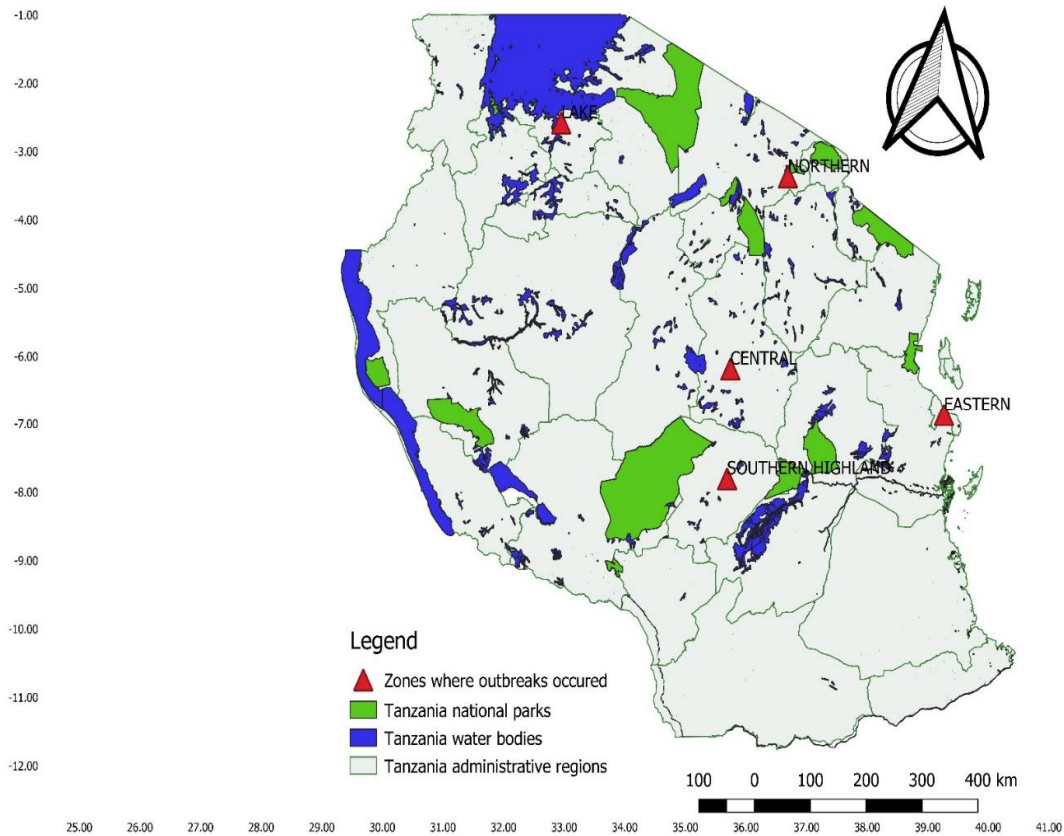 -1.00
-2.00
-3.00
-4.00
-5.00
-6.00
-7.00
-8.00
-9.00
-10.00
-11.00
-12.00
LAKE
NORTHERN
CENTRAL
EASTERN
SOUTHERN HIGHLAND
Legend
Zones where outbreaks occured
Tanzania national parks
Tanzania water bodies
Tanzania administrative regions
100 0 100 200 300 400 km
25.00 26.00 27.00 28.00 29.00 30.00 31.00 32.00 33.00 34.00 35.00 36.00 37.00 38.00 39.00 40.00 41.00